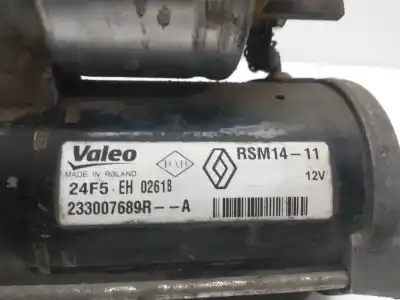 Valeo
RSM14-11
MADE IN POLAND
12V
24F5 EH 0261B
233007689R--A